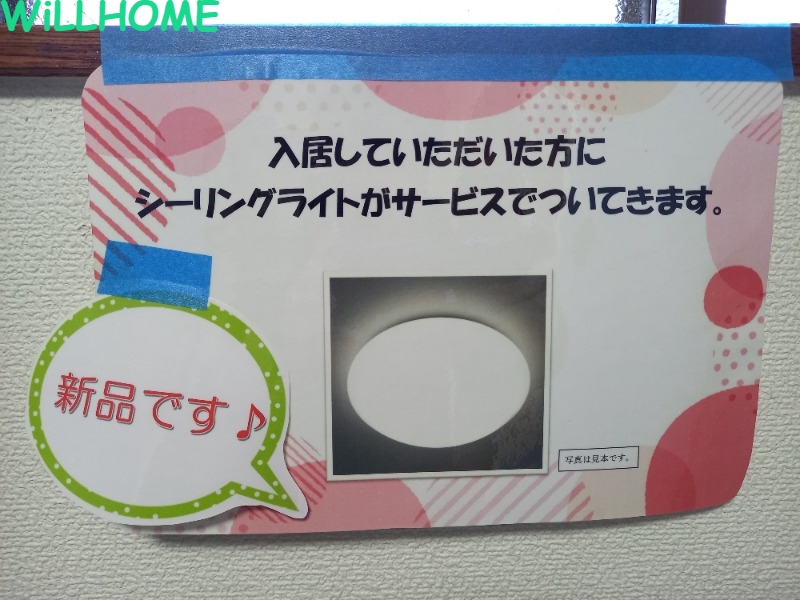 WiLLHOME
入居していただいた方に
シーリングライトがサービスでついてきます。
新品です♪
写真は見本です。